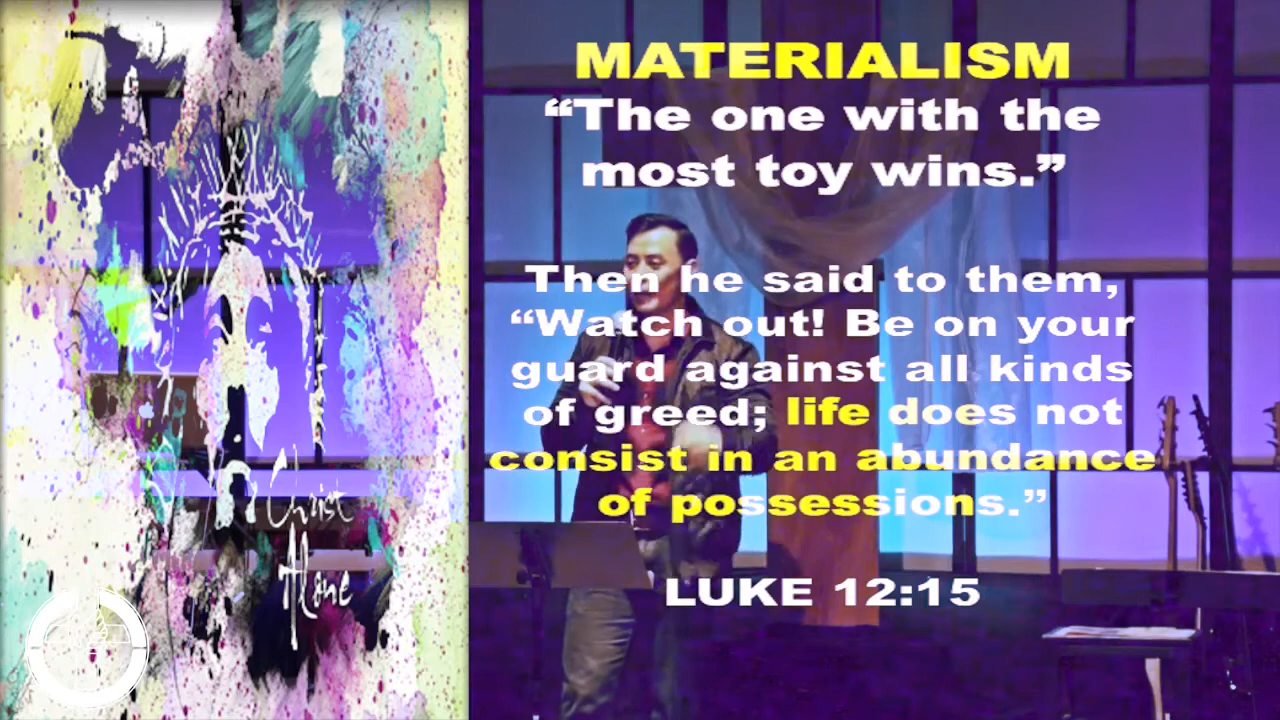 MATERIALISM
“The one with the
most toy wins.”
Then he said to them,
“Watch out! Be on your
guard against all kinds
of greed; life does not
consist in an abundance
of possessions.”
LUKE 12:15
Christ
Alone